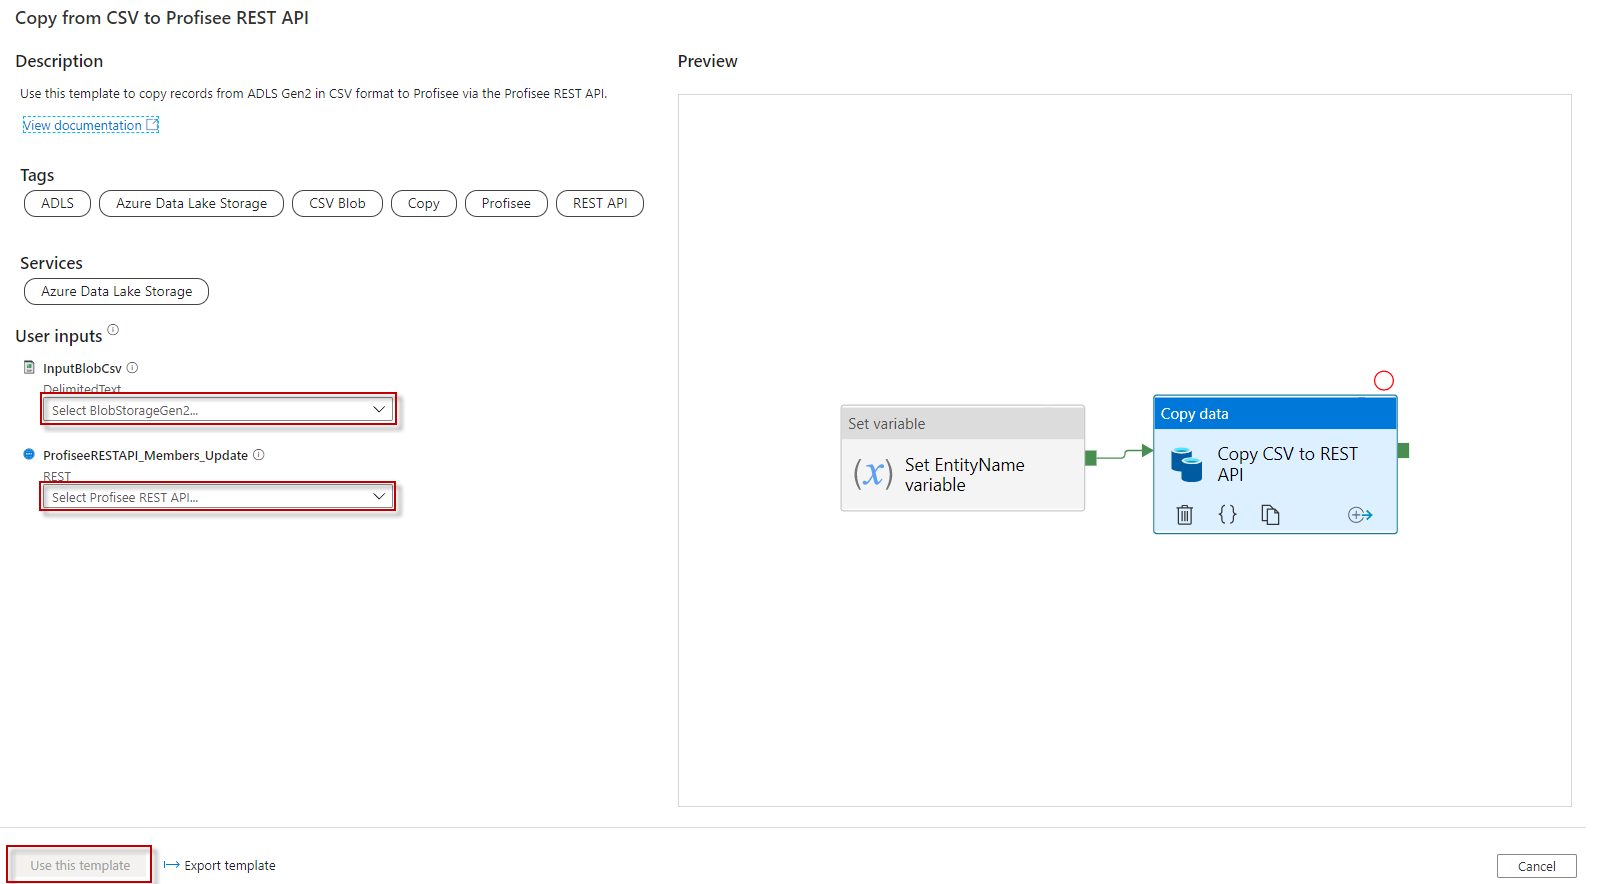 Copy from CSV to Profisee REST API
Description
Use this template to copy records from ADLS Gen2 in CSV format to Profisee via the Profisee REST API.
View documentation
Tags
ADLS
Azure Data Lake Storage
CSV Blob
Copy
Profisee
REST API
Services
Azure Data Lake Storage
User inputs
InputBlobCsv
DelimitedText
Select BlobStorageGen2...
ProfiseeRESTAPI_Members_Update
REST
Select Profisee REST API...
Preview
Set variable
(x)
Set EntityName
variable
Copy data
Copy CSV to REST
API
{}
Use this template
Export template
Cancel